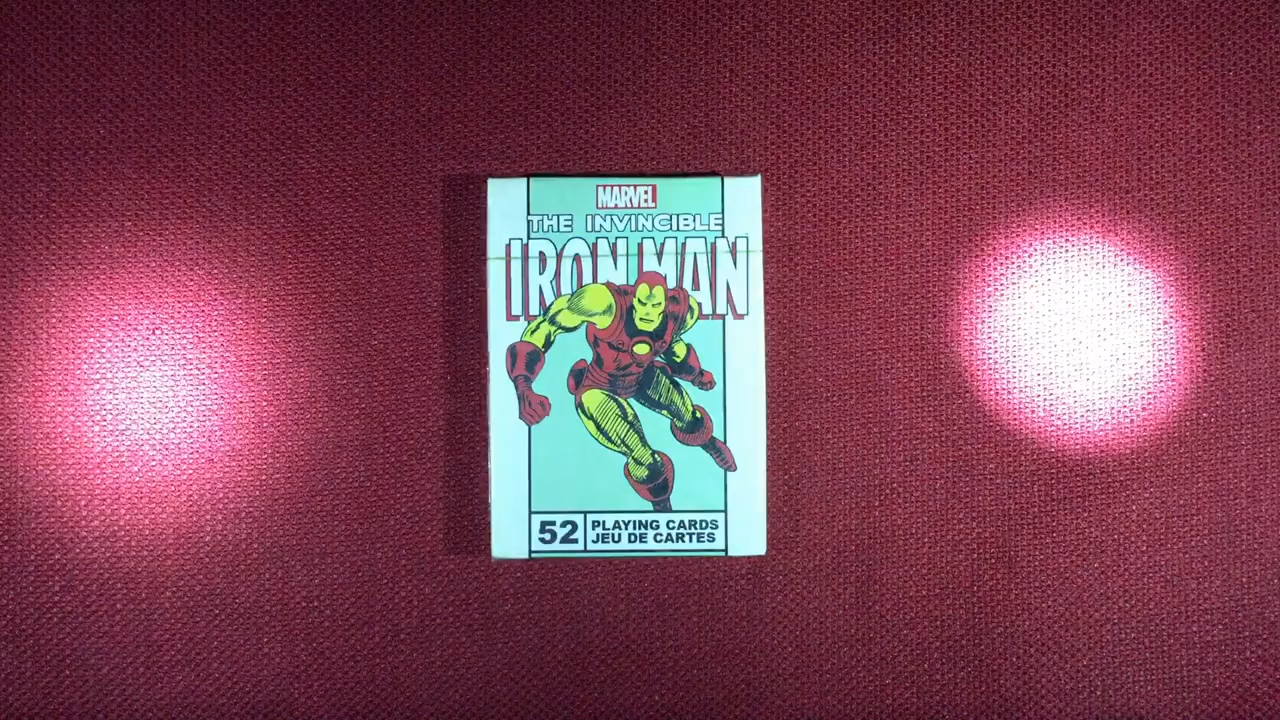 MARVEL
THE INVINCIBLE
IRON MAN
52
PLAYING CARDS
JEU DE CARTES